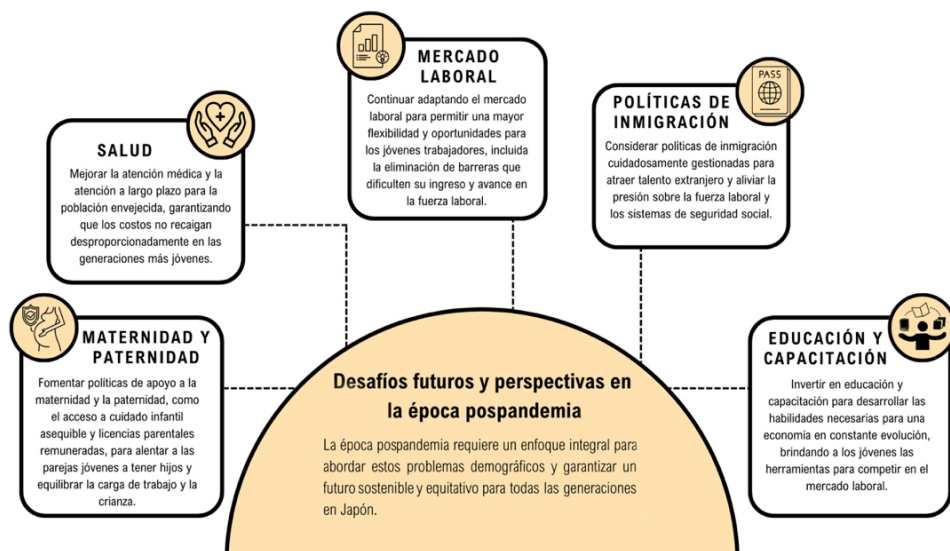 MERCADO
LABORAL
Continuar adaptando el mercado
laboral para permitir una mayor
flexibilidad y oportunidades para
los jóvenes trabajadores, incluida
la eliminación de barreras que
dificulten su ingreso y avance en
la fuerza laboral.
PASS
POLÍTICAS DE
INMIGRACIÓN
Considerar políticas de inmigración
cuidadosamente gestionadas para
atraer talento extranjero y aliviar la
presión sobre la fuerza laboral y
los sistemas de seguridad social.
SALUD
Mejorar la atención médica y la
atención a largo plazo para la
población envejecida, garantizando
que los costos no recaigan
desproporcionadamente en las
generaciones más jóvenes.
MATERNIDAD Y
PATERNIDAD
Fomentar políticas de apoyo a la
maternidad y la paternidad, como
el acceso a cuidado infantil
asequible y licencias parentales
remuneradas, para alentar a las
parejas jóvenes a tener hijos y
equilibrar la carga de trabajo y la
crianza.
EDUCACIÓN Y
CAPACITACIÓN
Invertir en educación y
capacitación para desarrollar las
habilidades necesarias para una
economía en constante evolución,
brindando a los jóvenes las
herramientas para competir en el
mercado laboral.
Desafíos futuros y perspectivas en
la época pospandemia
La época pospandemia requiere un enfoque integral para
abordar estos problemas demográficos y garantizar un
futuro sostenible y equitativo para todas las generaciones
en Japón.